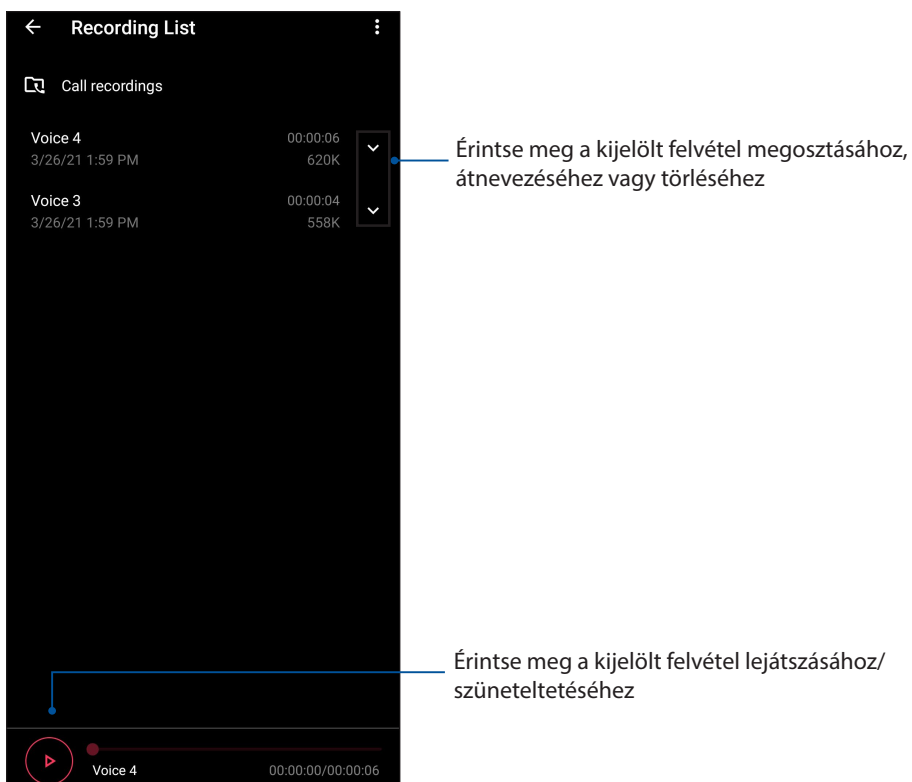 Recording List
Call recordings
Voice 4 00:00:06
3/26/21 1:59 PM 620K
Érintse meg a kijelölt felvétel megosztásához,
átnevezéséhez vagy törléséhez
Voice 3 00:00:04
3/26/21 1:59 PM 558K
Érintse meg a kijelölt felvétel lejátszásához/
szüneteltetéséhez
Voice 4 00:00:00/00:00:06